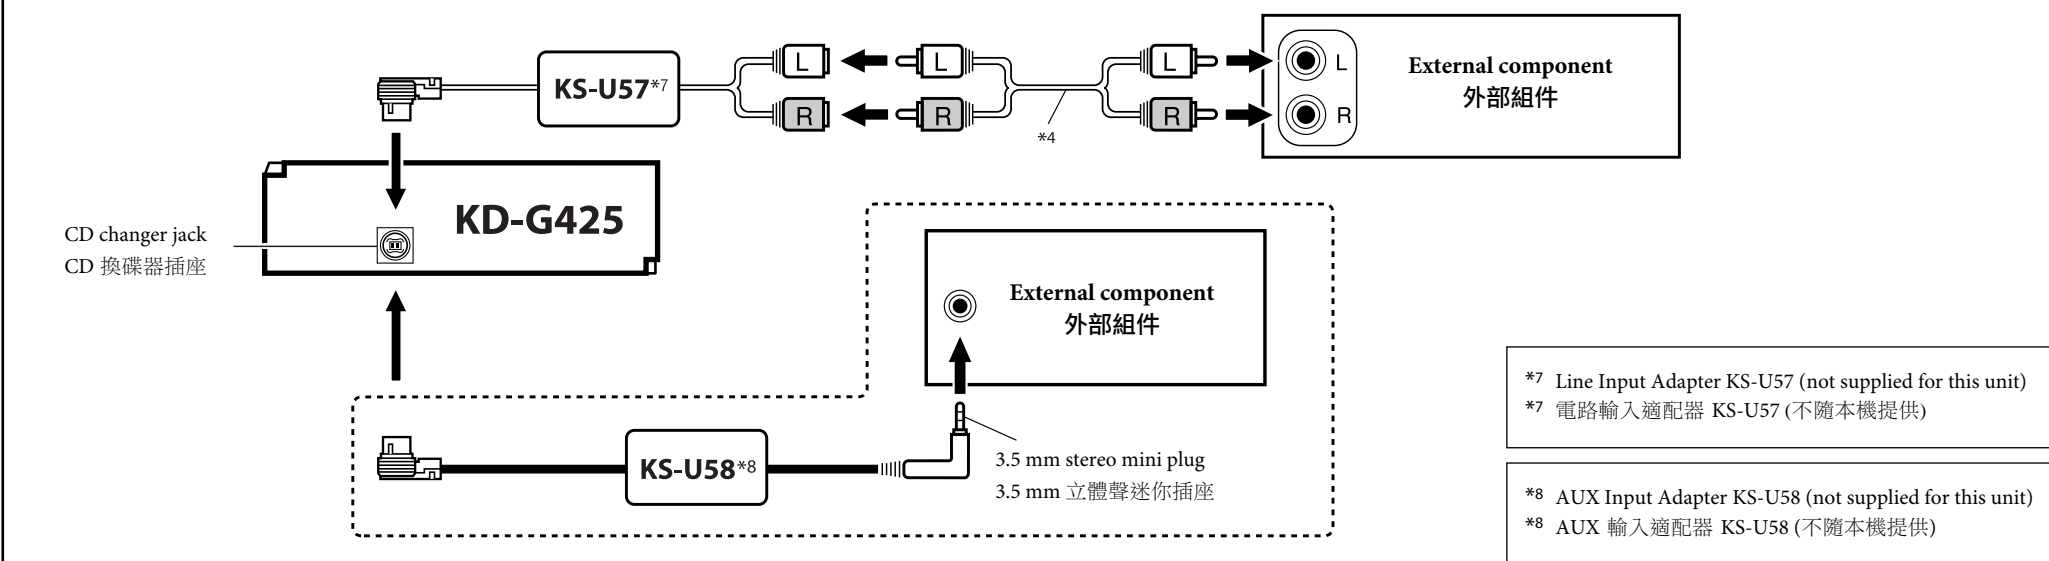 KS-U57*7
L
R
L
R
*4
L
R
L
R
External component
外部組件
KD-G425
CD changer jack
CD 換碟器插座
External component
外部組件
KS-U58*8
3.5 mm stereo mini plug
3.5 mm 立體聲迷你插座
*7 Line Input Adapter KS-U57 (not supplied for this unit)
*7 電路輸入適配器 KS-U57 (不隨本機提供)
*8 AUX Input Adapter KS-U58 (not supplied for this unit)
*8 AUX 輸入適配器 KS-U58 (不隨本機提供)